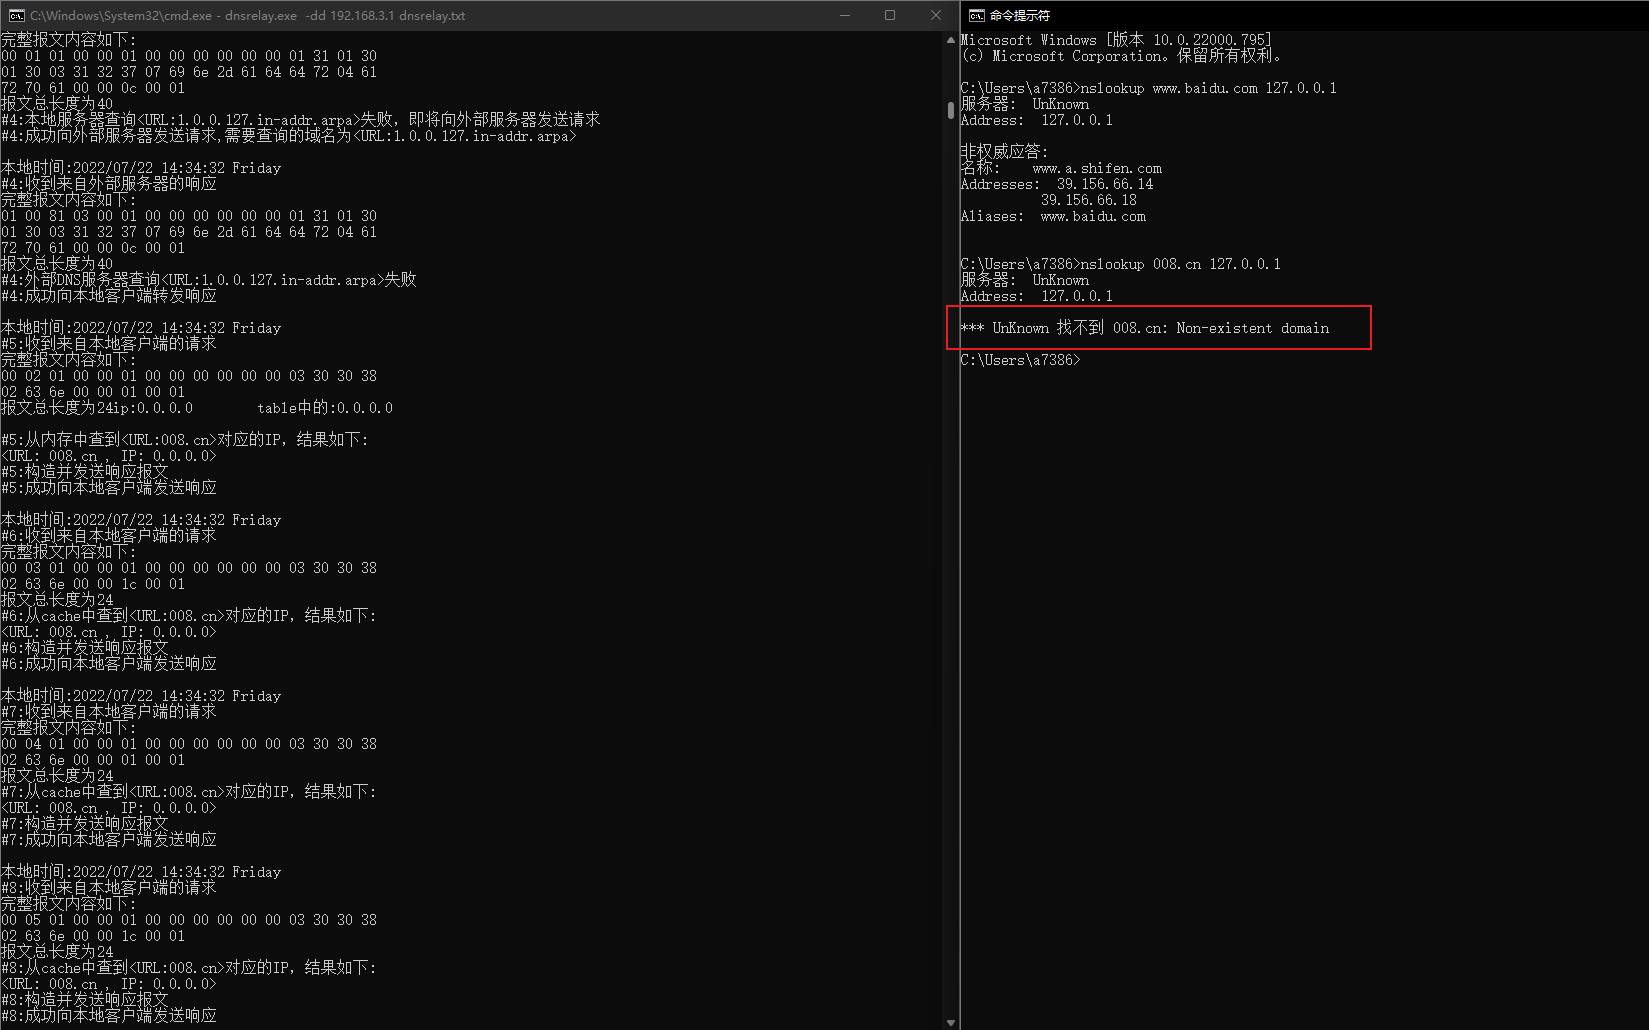 C:\Windows\System32\cmd.exe - dnsrelay.exe  -dd 192.168.3.1 dnsrelay.txt
完整报文内容如下:
00 01 01 00 00 01 00 00 00 00 00 00 01 31 01 30
01 30 03 31 32 37 07 69 6e 2d 61 64 64 72 04 61
72 70 61 00 00 0c 00 01
报文总长度为40
#4:本地服务器查询<URL:1.0.0.127.in-addr.arpa>失败，即将向外部服务器发送请求
#4:成功向外部服务器发送请求,需要查询的域名为<URL:1.0.0.127.in-addr.arpa>
本地时间:2022/07/22 14:34:32 Friday
#4:收到来自外部服务器的响应
完整报文内容如下:
01 00 81 03 00 01 00 00 00 00 00 00 01 31 01 30
01 30 03 31 32 37 07 69 6e 2d 61 64 64 72 04 61
72 70 61 00 00 0c 00 01
报文总长度为40
#4:外部DNS服务器查询<URL:1.0.0.127.in-addr.arpa>失败
#4:成功向本地客户端转发响应
本地时间:2022/07/22 14:34:32 Friday
#5:收到来自本地客户端的请求
完整报文内容如下:
00 02 01 00 00 01 00 00 00 00 00 00 03 30 30 38
02 63 6e 00 00 01 00 01
报文总长度为24ip:0.0.0.0        table中的:0.0.0.0
#5:从内存中查到<URL:008.cn>对应的IP，结果如下:
<URL: 008.cn , IP: 0.0.0.0>
#5:构造并发送响应报文
#5:成功向本地客户端发送响应
本地时间:2022/07/22 14:34:32 Friday
#6:收到来自本地客户端的请求
完整报文内容如下:
00 03 01 00 00 01 00 00 00 00 00 00 03 30 30 38
02 63 6e 00 00 1c 00 01
报文总长度为24
#6:从cache中查到<URL:008.cn>对应的IP，结果如下:
<URL: 008.cn , IP: 0.0.0.0>
#6:构造并发送响应报文
#6:成功向本地客户端发送响应
本地时间:2022/07/22 14:34:32 Friday
#7:收到来自本地客户端的请求
完整报文内容如下:
00 04 01 00 00 01 00 00 00 00 00 00 03 30 30 38
02 63 6e 00 00 01 00 01
报文总长度为24
#7:从cache中查到<URL:008.cn>对应的IP，结果如下:
<URL: 008.cn , IP: 0.0.0.0>
#7:构造并发送响应报文
#7:成功向本地客户端发送响应
本地时间:2022/07/22 14:34:32 Friday
#8:收到来自本地客户端的请求
完整报文内容如下:
00 05 01 00 00 01 00 00 00 00 00 00 03 30 30 38
02 63 6e 00 00 1c 00 01
报文总长度为24
#8:从cache中查到<URL:008.cn>对应的IP，结果如下:
<URL: 008.cn , IP: 0.0.0.0>
#8:构造并发送响应报文
#8:成功向本地客户端发送响应
命令提示符
Microsoft Windows [版本 10.0.22000.795]
(c) Microsoft Corporation。保留所有权利。
C:\Users\a7386>nslookup www.baidu.com 127.0.0.1
服务器:  UnKnown
Address:  127.0.0.1
非权威应答:
名称:    www.a.shifen.com
Addresses:  39.156.66.14
39.156.66.18
Aliases:  www.baidu.com
C:\Users\a7386>nslookup 008.cn 127.0.0.1
服务器:  UnKnown
Address:  127.0.0.1
*** UnKnown 找不到 008.cn: Non-existent domain
C:\Users\a7386>